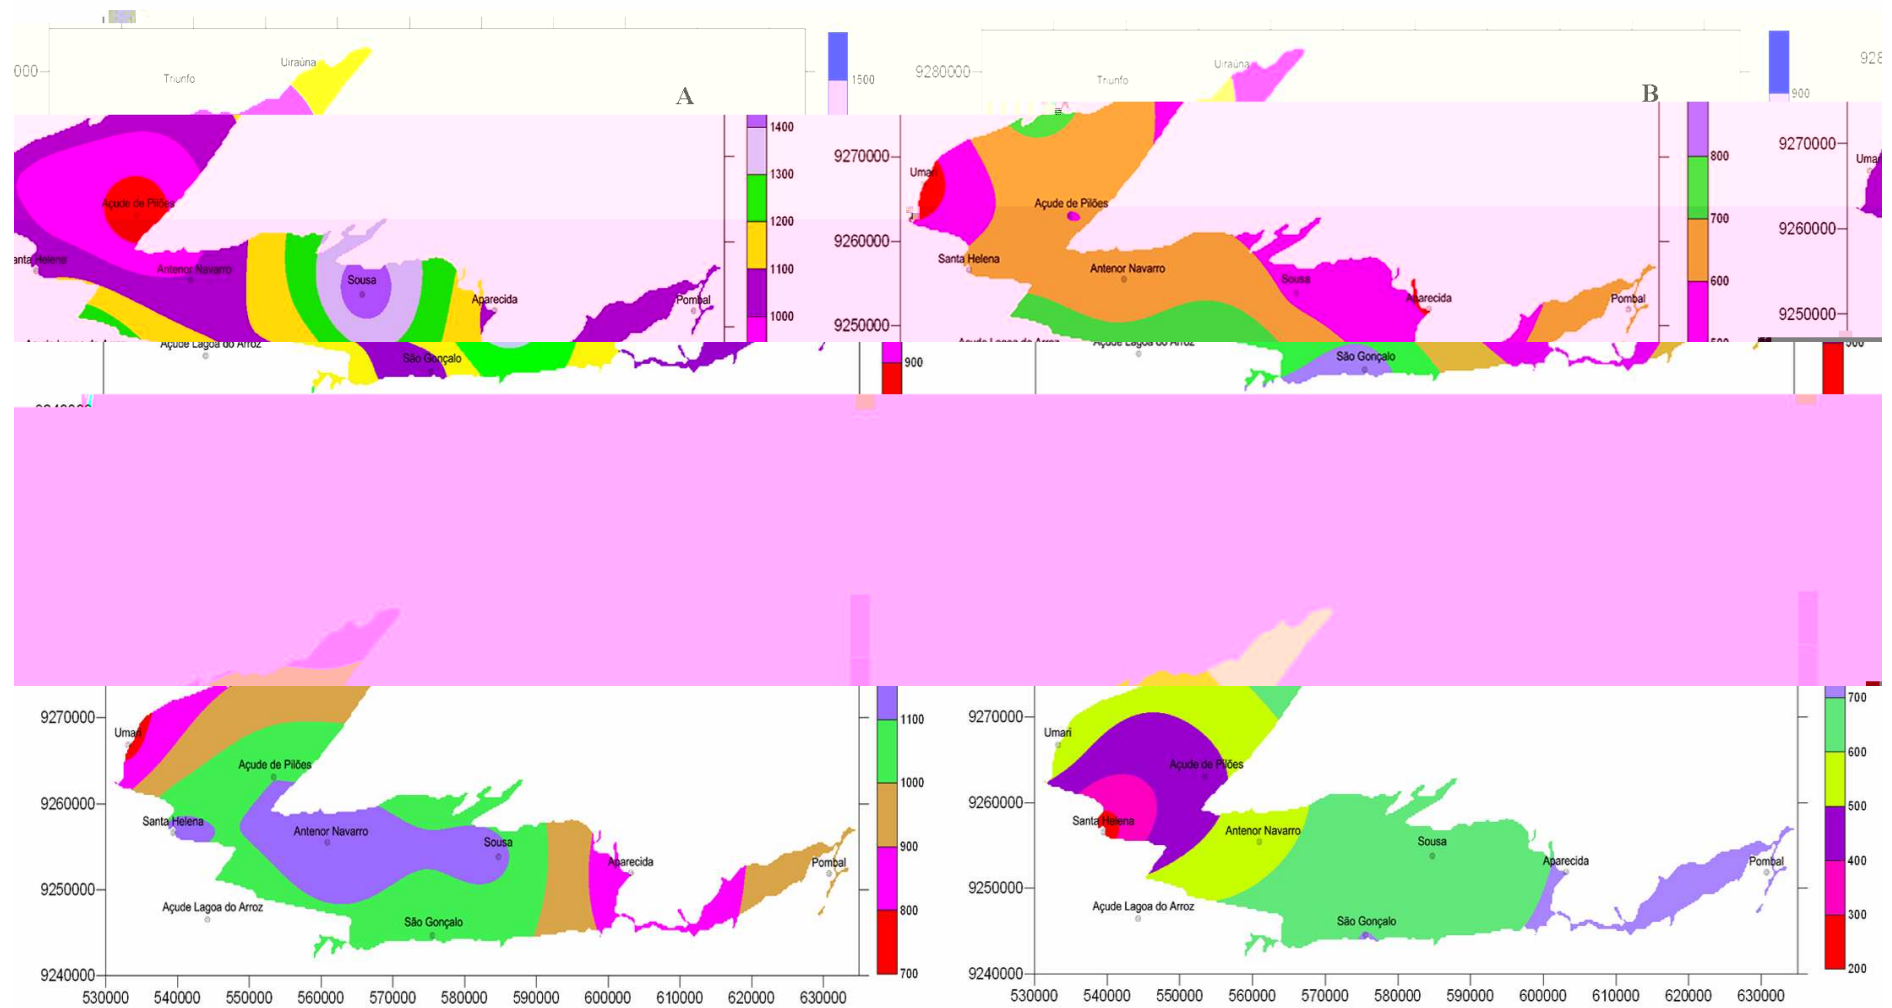 Uiraúna
Triunfo
000
1500
A
1400
1300
1200
1100
1000
900
Açude de Pilões
Antenor Navarro
Sousa
Aparecida
Pombal
Açude Lagoa do Arroz
São Gonçalo
9280000
Uiraúna
Triunfo
900
B
800
700
600
9270000
9260000
9250000
Umari
Açude de Pilões
Santa Helena
Antenor Navarro
Sousa
Aparecida
Pombal
Açude Lagoa do Arroz
São Gonçalo
928
9270000
9260000
9250000
9270000
9260000
9250000
9240000
Umari
Açude de Pilões
Santa Helena
Antenor Navarro
Sousa
Aparecida
Pombal
Açude Lagoa do Arroz
São Gonçalo
1100
1000
900
800
700
530000 540000 550000 560000 570000 580000 590000 600000 610000 620000 630000
9270000
9260000
9250000
9240000
Umari
Açude de Pilões
Santa Helena
Antenor Navarro
Sousa
Aparecida
Pombal
Açude Lagoa do Arroz
São Gonçalo
700
600
500
400
300
200
530000 540000 550000 560000 570000 580000 590000 600000 610000 620000 630000